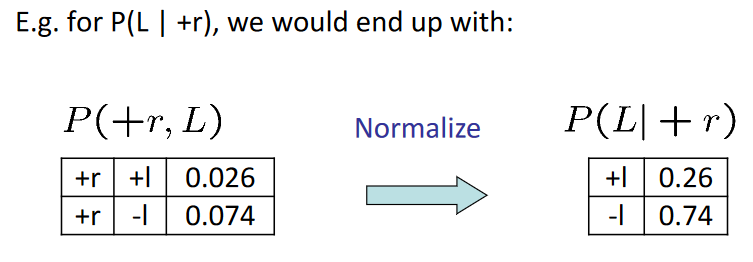 E.g. for P(L | +r), we would end up with:
P(+r, L)
Normalize
P(L| + r)
+r +l 0.026
+r -l 0.074
+l 0.26
-l 0.74